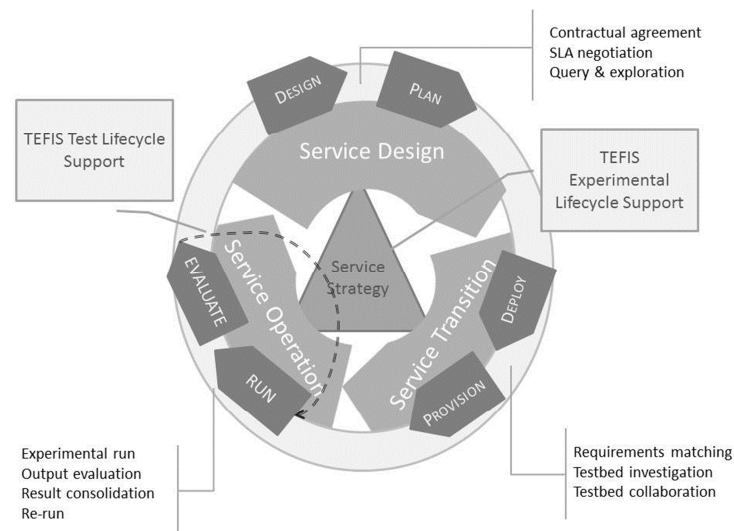 Contractual agreement
SLA negotiation
Query & exploration
DESIGN
PLAN
TEFIS Test Lifecycle
Support
Service Design
TEFIS
Experimental
Lifecycle Support
Service
Strategy
EVALUATE
Service Operation
Service Transition
DEPLOY
RUN
PROVISION
Experimental run
Output evaluation
Result consolidation
Re-run
Requirements matching
Testbed investigation
Testbed collaboration